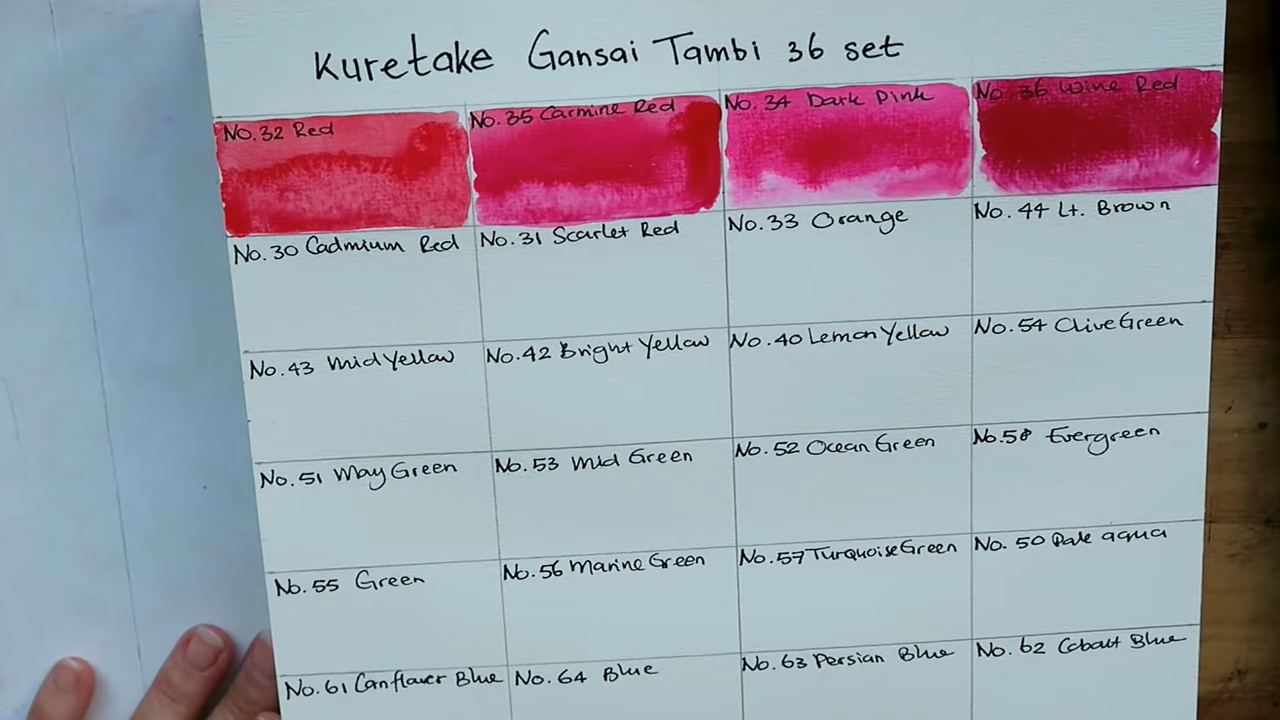 Kuretake Gansai Tambi 36 set
No.32 Red
No.35 Carmine Red
No.34 Dark Pink
No.36 Wine Red
No.30 Cadmium Red
No.31 Scarlet Red
No.33 Orange
No.44 Lt. Brown
No.43 Mid Yellow
No.42 Bright Yellow
No.40 Lemon Yellow
No.54 Olive Green
No.51 May Green
No.53 Mid Green
No.52 Ocean Green
No.58 Evergreen
No.55 Green
No.56 Marine Green
No.57 Turquoise Green
No. 50 Pale aqua
No.61 Cornflower Blue
No.64 Blue
No.63 Persian Blue
No.62 Cobalt Blue